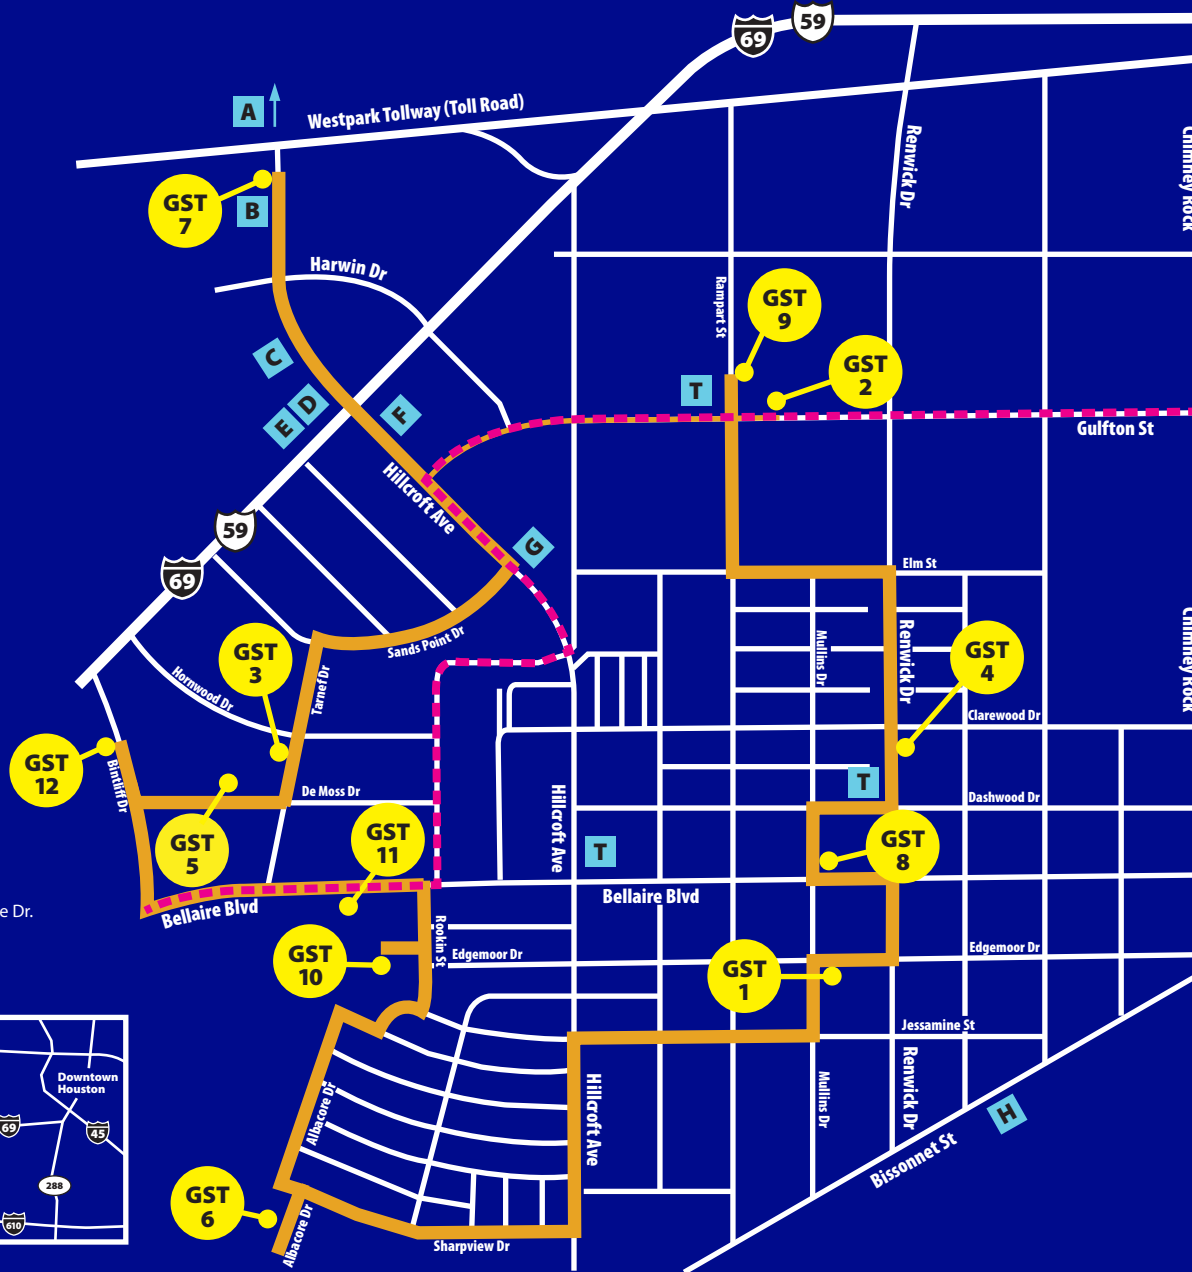 59
69
A
Westpark Tollway (Toll Road)
Renwick Dr
Chimney Rock
GST
7
B
Harwin Dr
Rampart St
GST
9
C
D
E
F
T
GST
2
Gulfton St
Hillcroft Ave
59
69
G
Elm St
GST
3
Sands Point Dr
Hornwood Dr
Tarnef Dr
Mullins Dr
Renwick Dr
GST
4
Chimney Rock
Clarewood Dr
GST
12
Bintliff Dr
De Moss Dr
Hillcroft Ave
T
Dashwood Dr
GST
5
GST
11
T
GST
8
Bellaire Blvd
Bellaire Blvd
e Dr.
Rookin St
Edgemoor Dr
Edgemoor Dr
GST
10
GST
1
Jessamine St
Downtown
Houston
69
45
288
610
Albacore Dr
Hillcroft Ave
Mullins Dr
Renwick Dr
H
Bissonnet St
GST
6
Albacore Dr
Sharpview Dr